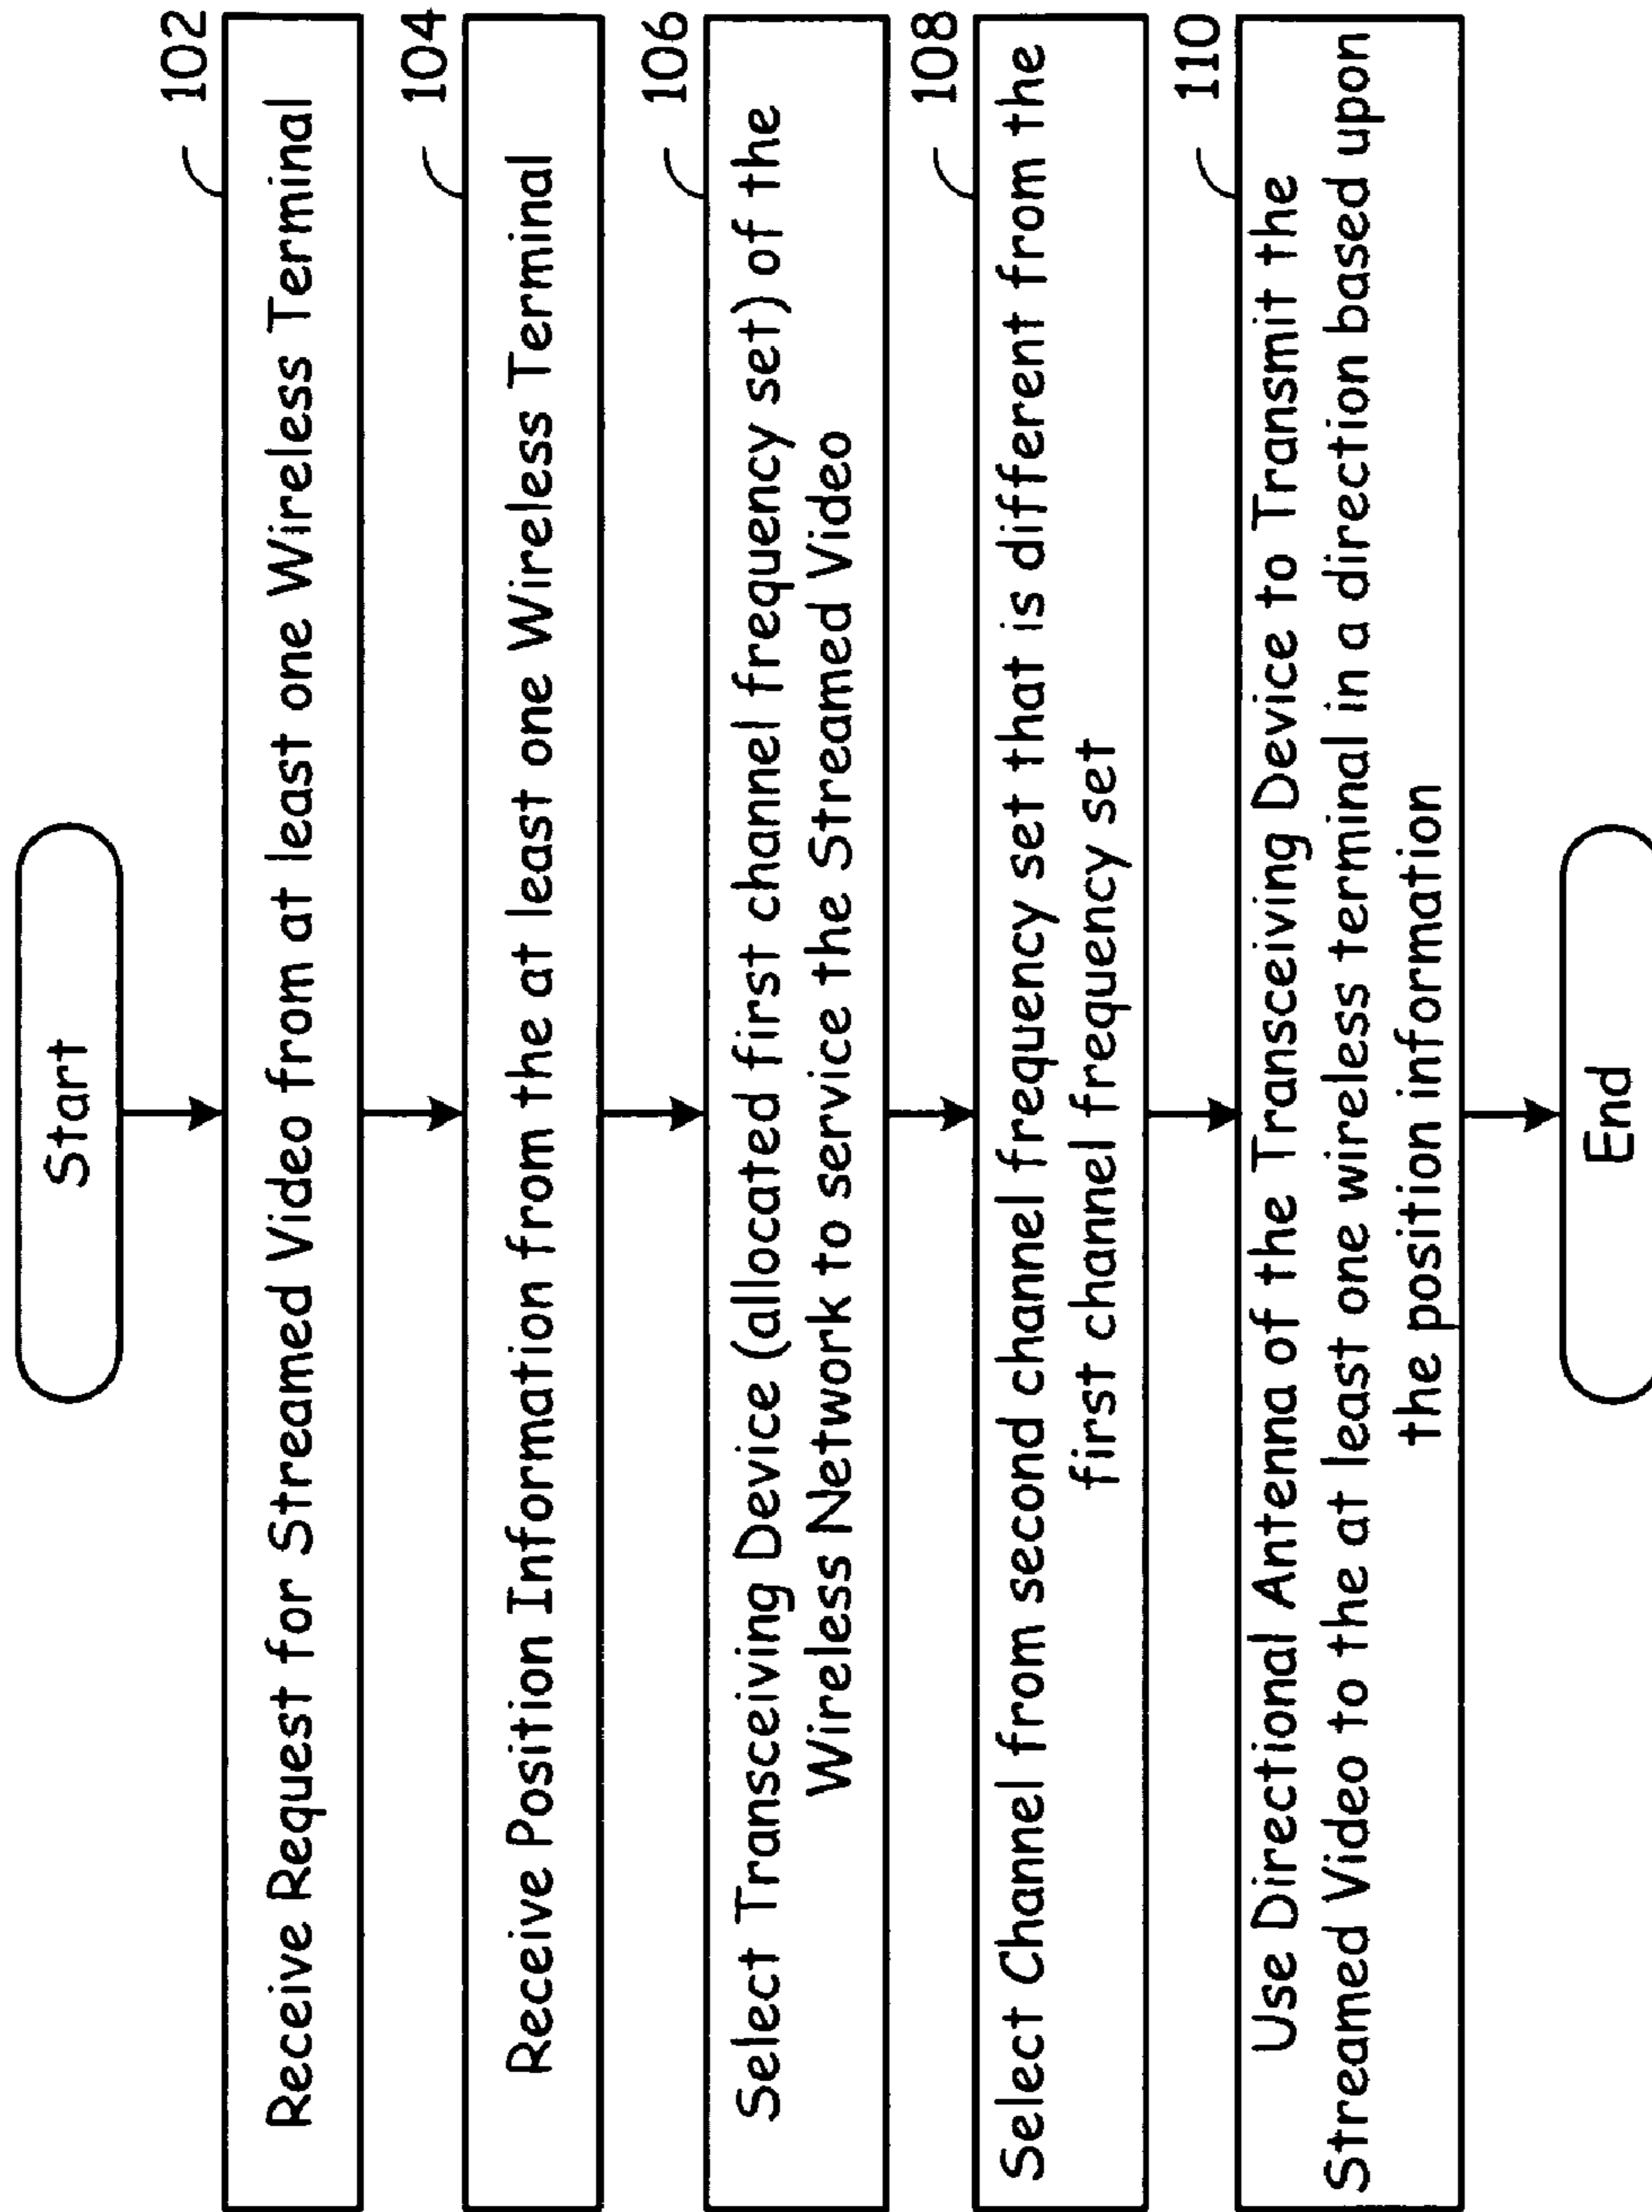 Start
102
Receive Request for Streamed Video from at least one Wireless Terminal
104
Receive Position Information from the at least one Wireless Terminal
106
Select Transceiving Device (allocated first channel frequency set) of the
Wireless Network to service the Streamed Video
108
Select Channel from second channel frequency set that is different from the
first channel frequency set
110
Use Directional Antenna of the Transceiving Device to Transmit the
Streamed Video to the at least one wireless terminal in a direction based upon
the position information
End